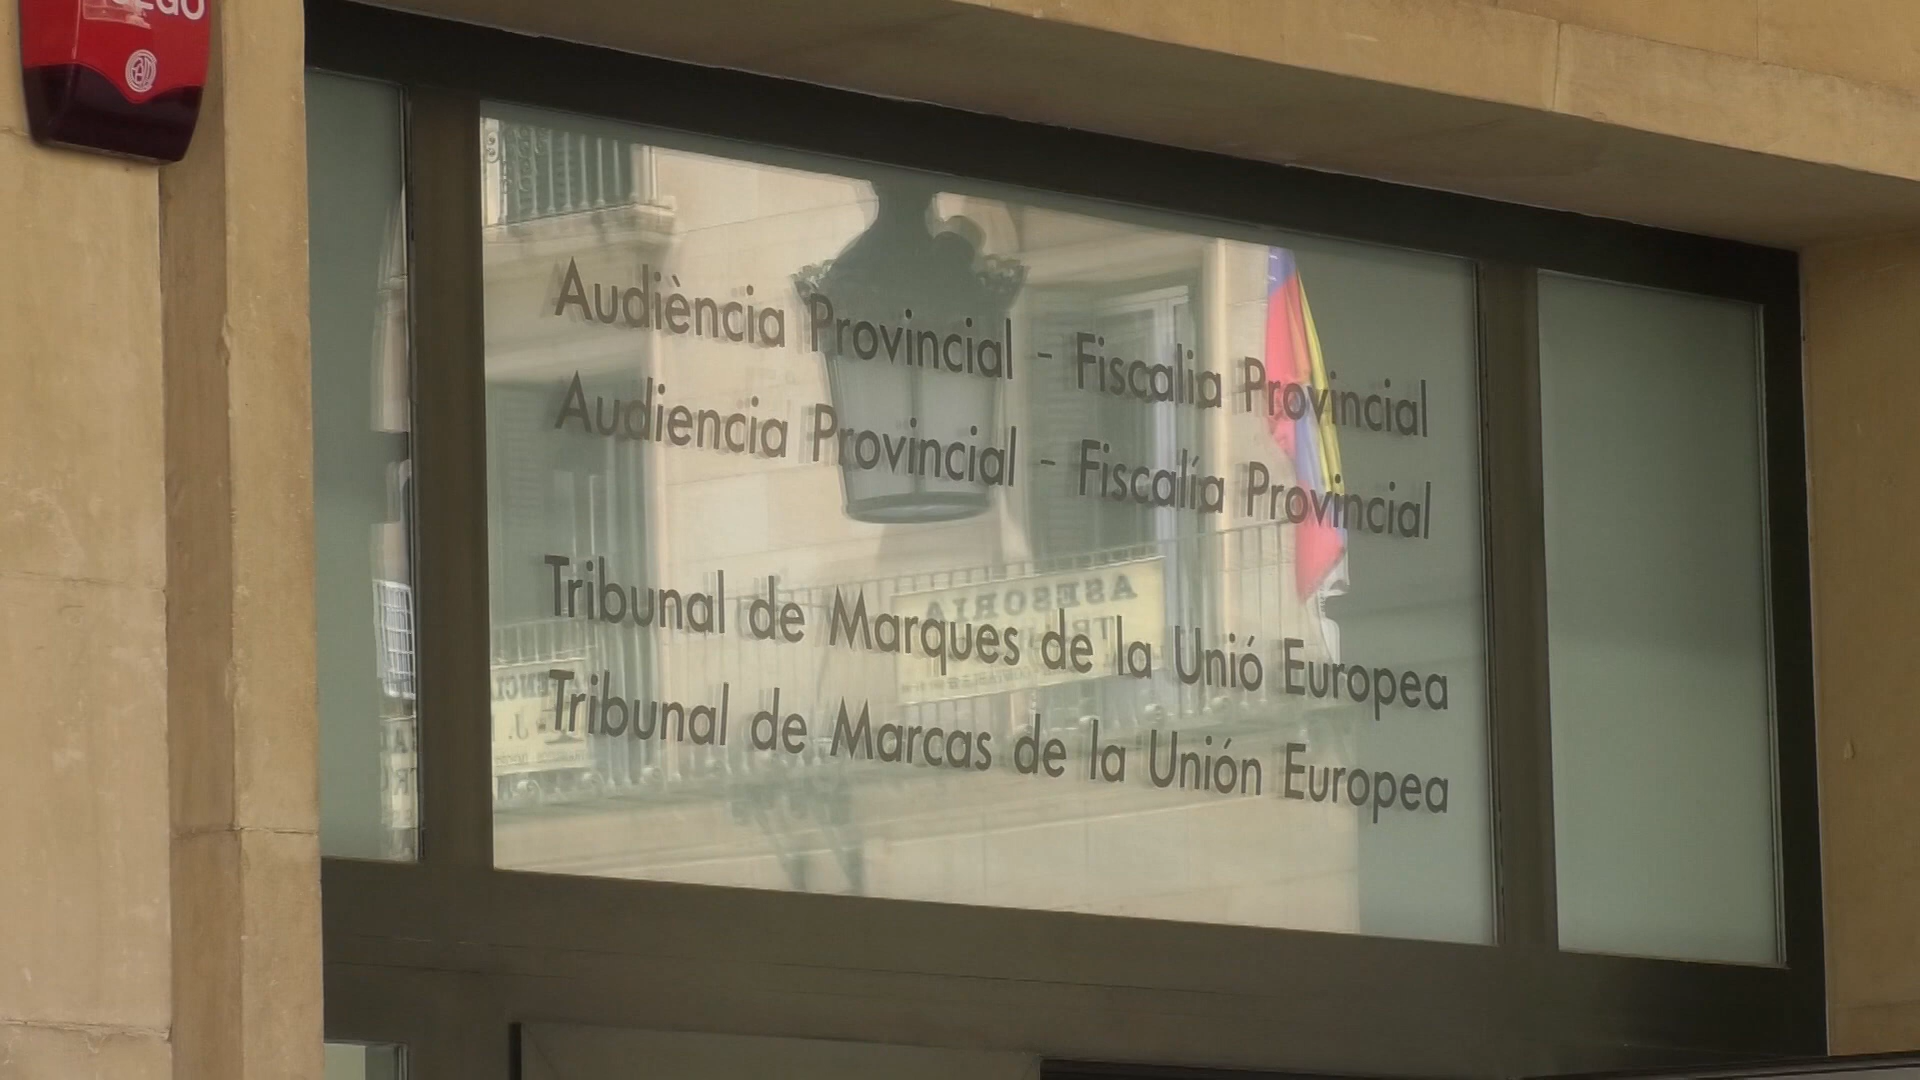 Audiència Provincial - Fiscalia Provincial
Audiencia Provincial - Fiscalía Provincial
Tribunal de Marques de la Unió Europea
Tribunal de Marcas de la Unión Europea
ASESORIA